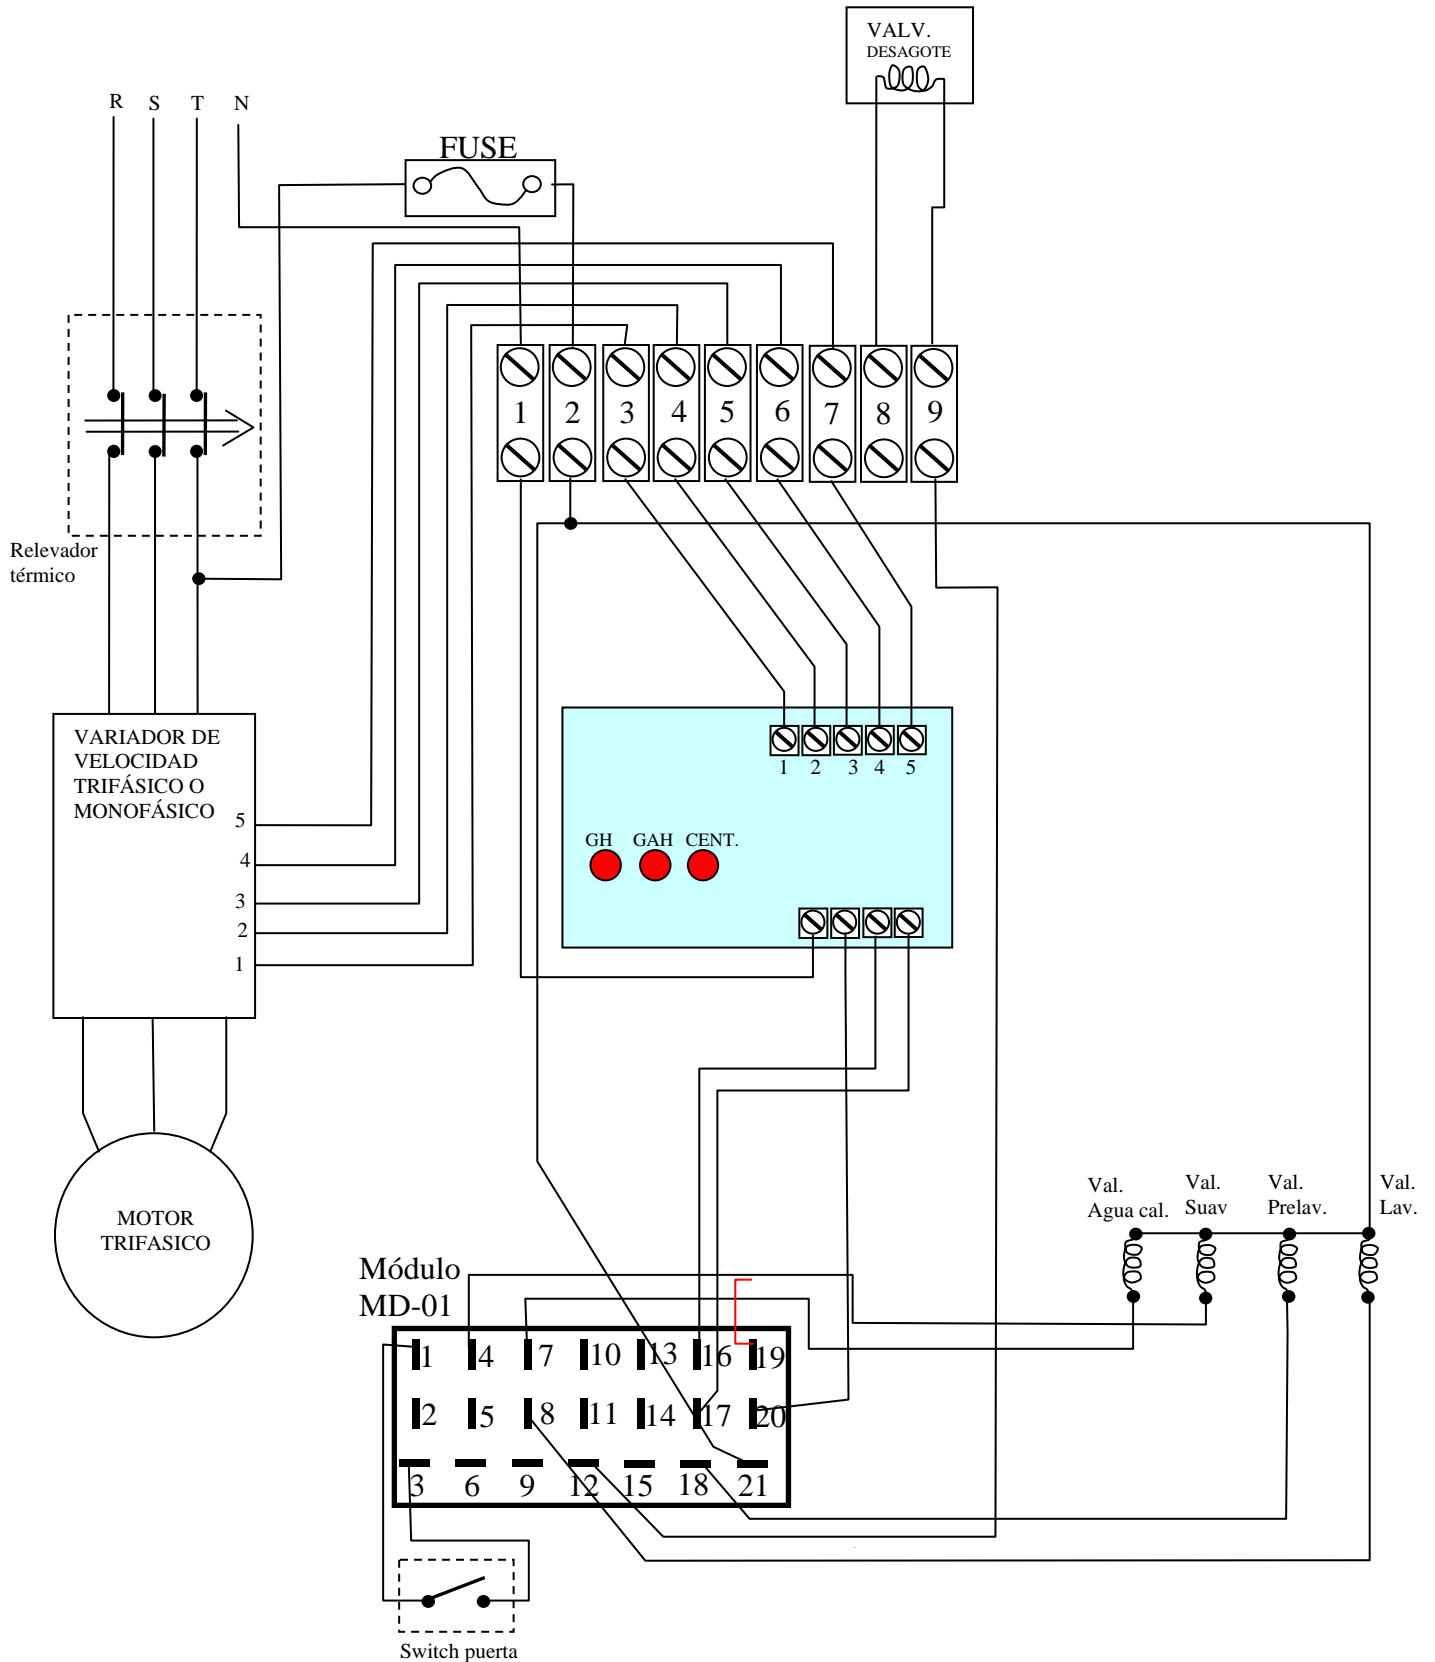 VALV.
DESAGOTE
R S T N
FUSE
1 2 3 4 5 6 7 8 9
Relevador
térmico
VARIADOR DE
VELOCIDAD
TRIFÁSICO O
MONOFÁSICO
5
4
3
2
1
1 2 3 4 5
GH GAH CENT.
MOTOR
TRIFASICO
Val.
Agua cal.
Val.
Suav
Val.
Prelav.
Val.
Lav.
Módulo
MD-01
1 4 7 10 13 16 19
2 5 8 11 14 17 20
3 6 9 12 15 18 21
Switch puerta